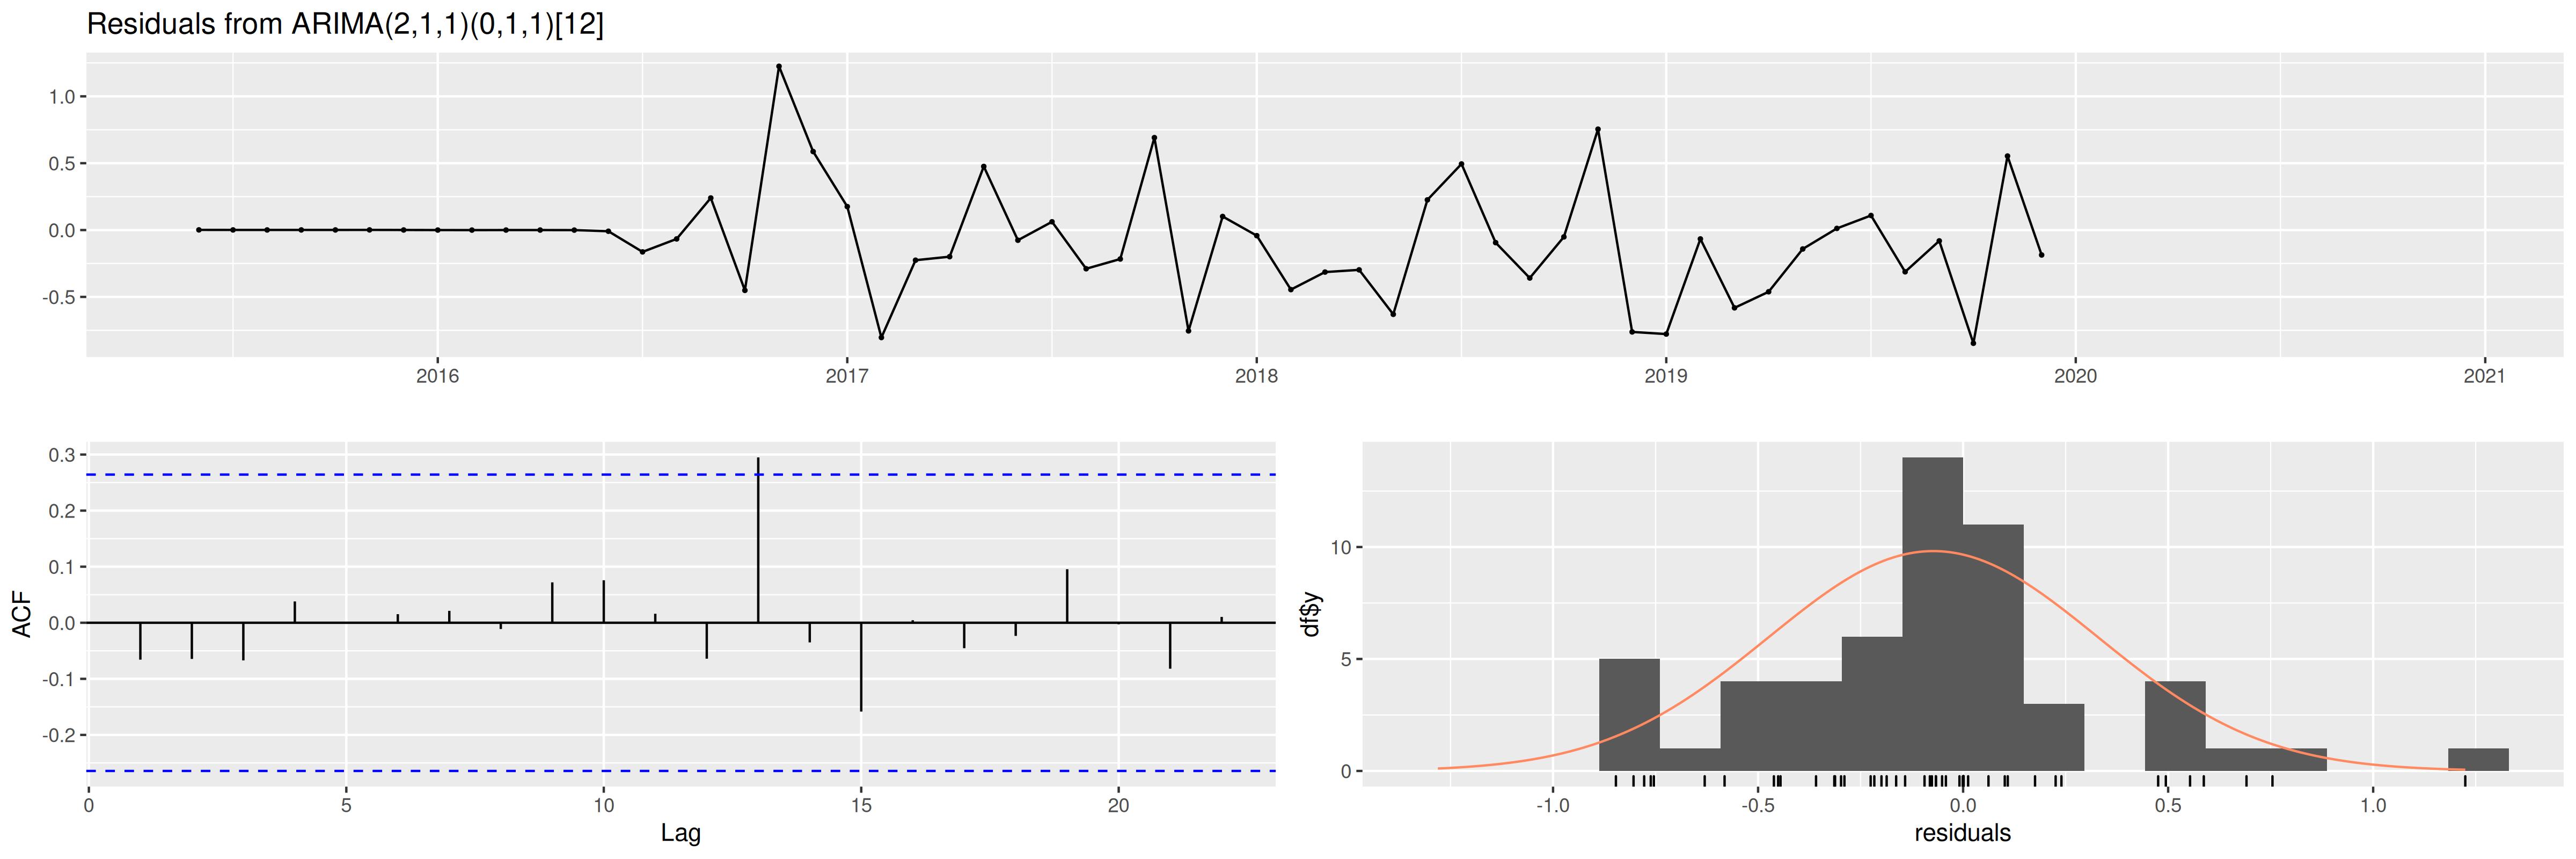 Residuals from ARIMA(2,1,1)(0,1,1)[12]
1.0
0.5
0.0
-0.5
2016 2017 2018 2019 2020 2021
0.3
0.2
0.1
0.0
-0.1
-0.2
ACF
0 5 10 15 20
Lag
10
5
0
df$y
-1.0 -0.5 0.0 0.5 1.0
residuals